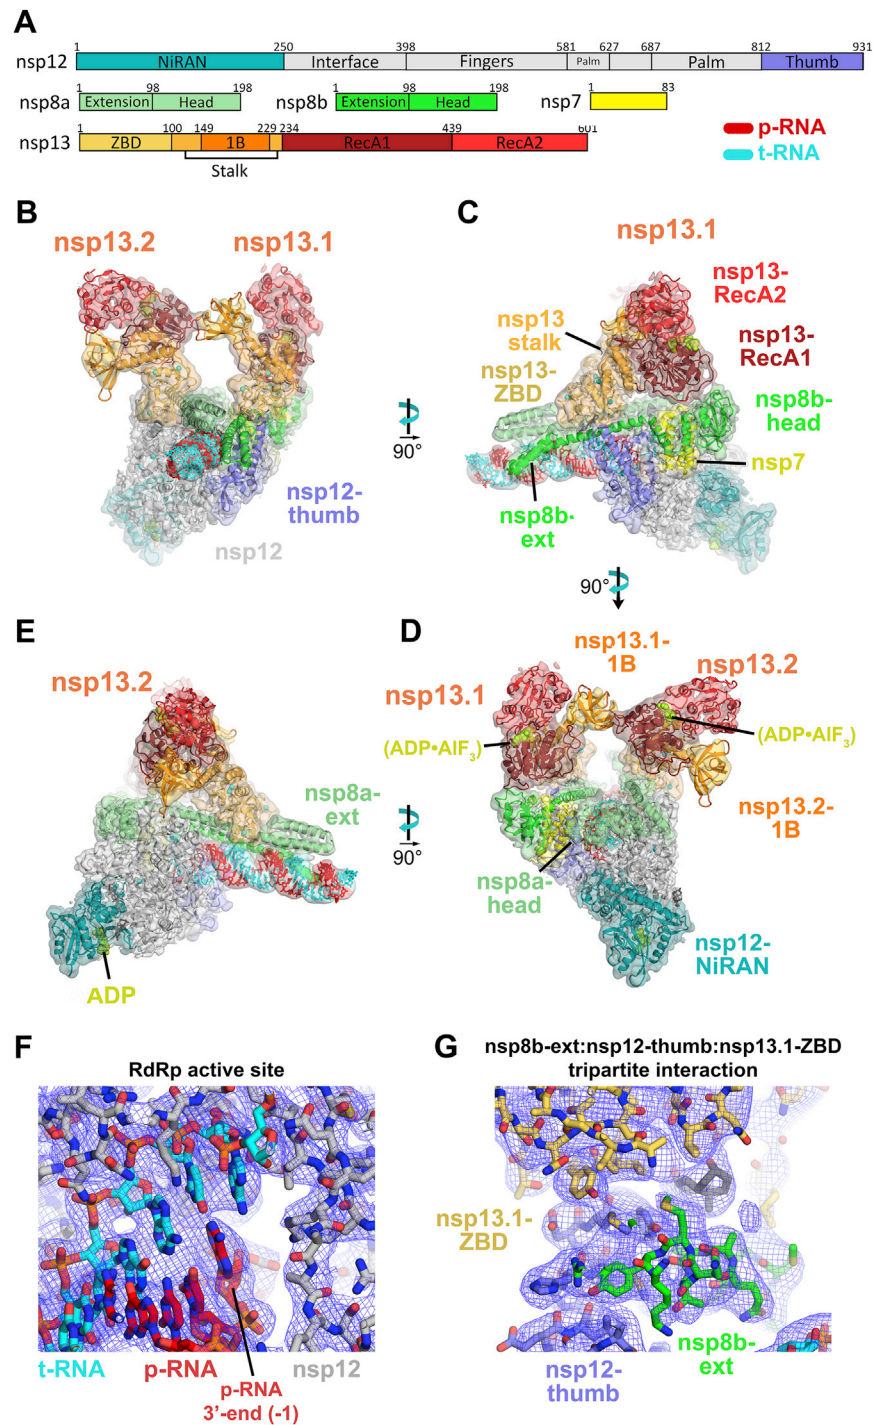 A
1 250 398 581 627 687 812 931
nsp12 NiRAN Interface Fingers Palm Palm Thumb
1 98 198 1 98 198 1 83
nsp8a Extension Head nsp8b Extension Head nsp7
1 100 149 229 234 439 601
nsp13 ZBD 1B RecA1 RecA2
Stalk
p-RNA
t-RNA
B
nsp13.2 nsp13.1
nsp12-
thumb
nsp12
90°
C
nsp13.1
nsp13-
RecA2
nsp13
stalk
nsp13-
RecA1
nsp13-
ZBD
nsp8b-
head
nsp7
nsp8b-
ext
90°
E
nsp13.2
nsp8a-
ext
ADP
90°
D
nsp13.1-
1B
nsp13.1
nsp13.2
(ADP•AlF3)
(ADP•AlF3)
nsp13.2-
1B
nsp8a-
head
nsp12-
NiRAN
F
RdRp active site
t-RNA p-RNA nsp12
p-RNA
3'-end (-1)
G
nsp8b-ext:nsp12-thumb:nsp13.1-ZBD
tripartite interaction
nsp13.1-
ZBD
nsp8b-
ext
nsp12-
thumb